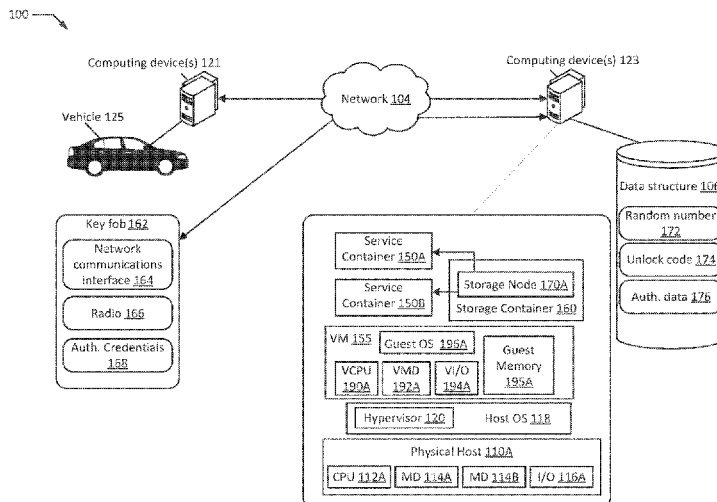 100
Computing device(s) 121
Computing device(s) 123
Network 104
Vehicle 125
Data structure 106
Random number
172
Unlock code 174
Auth. data 176
Key fob 162
Network
communications
interface 164
Radio 166
Auth. Credentials
168
Service
Container 150A
Service
Container 150B
Storage Node 170A
Storage Container 160
VM 155
Guest OS 196A
VCPU
190A
VMD
192A
VI/O
194A
Guest
Memory
195A
Hypervisor 120
Host OS 118
Physical Host 110A
CPU 112A
MD 114A
MD 114B
I/O 116A